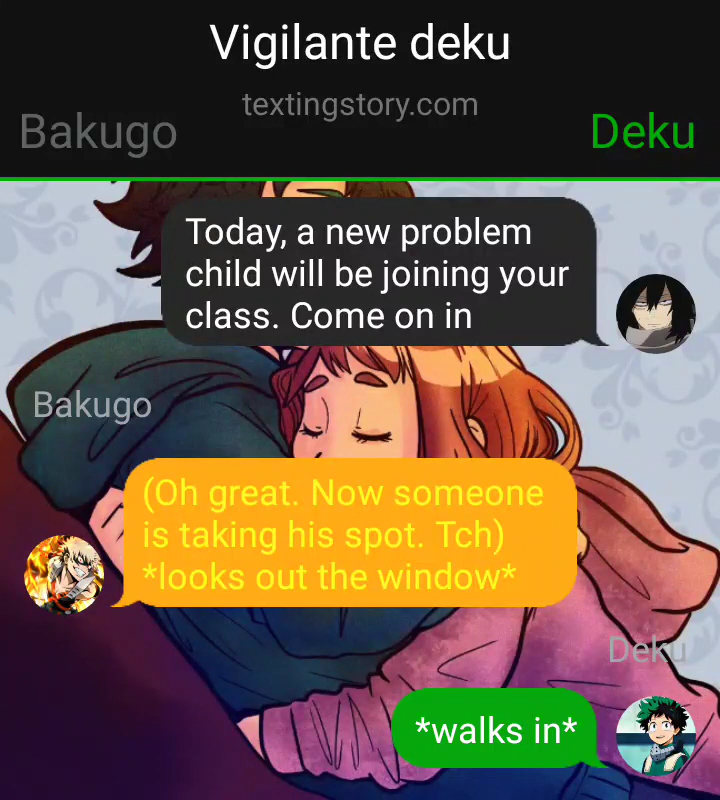 Vigilante deku
textingstory.com
Bakugo
Deku
Today, a new problem
child will be joining your
class. Come on in
Bakugo
(Oh great. Now someone
is taking his spot. Tch)
*looks out the window*
Deku
*walks in*